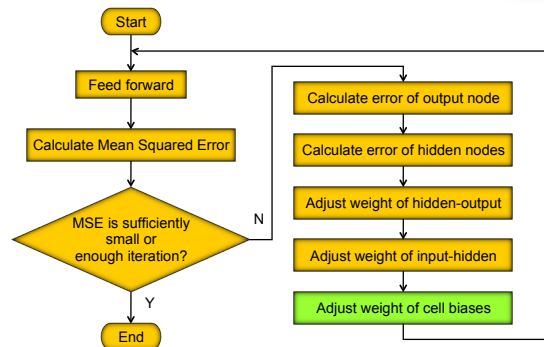 Start
Feed forward
Calculate Mean Squared Error
MSE is sufficiently
small or
enough iteration?
N
Y
End
Calculate error of output node
Calculate error of hidden nodes
Adjust weight of hidden-output
Adjust weight of input-hidden
Adjust weight of cell biases